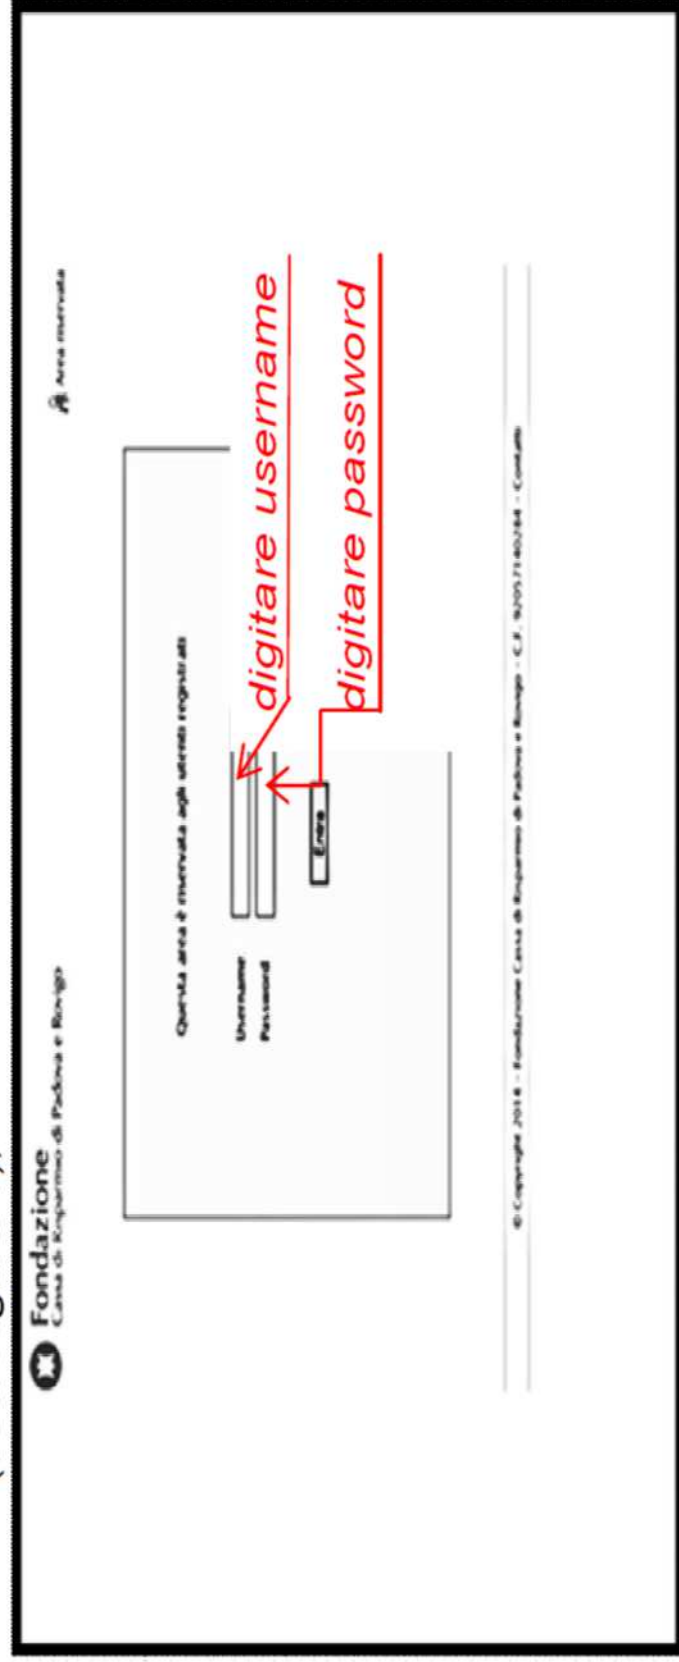 Fondazione
Cassa di Risparmio di Padova e Rovigo
Area riservata
Questa area è riservata agli utenti registrati
Username
digitare username
Password
digitare password
Entra
© Copyright 2014 - Fondazione Cassa di Risparmio di Padova e Rovigo - C.F. 92057140284 - Contatti